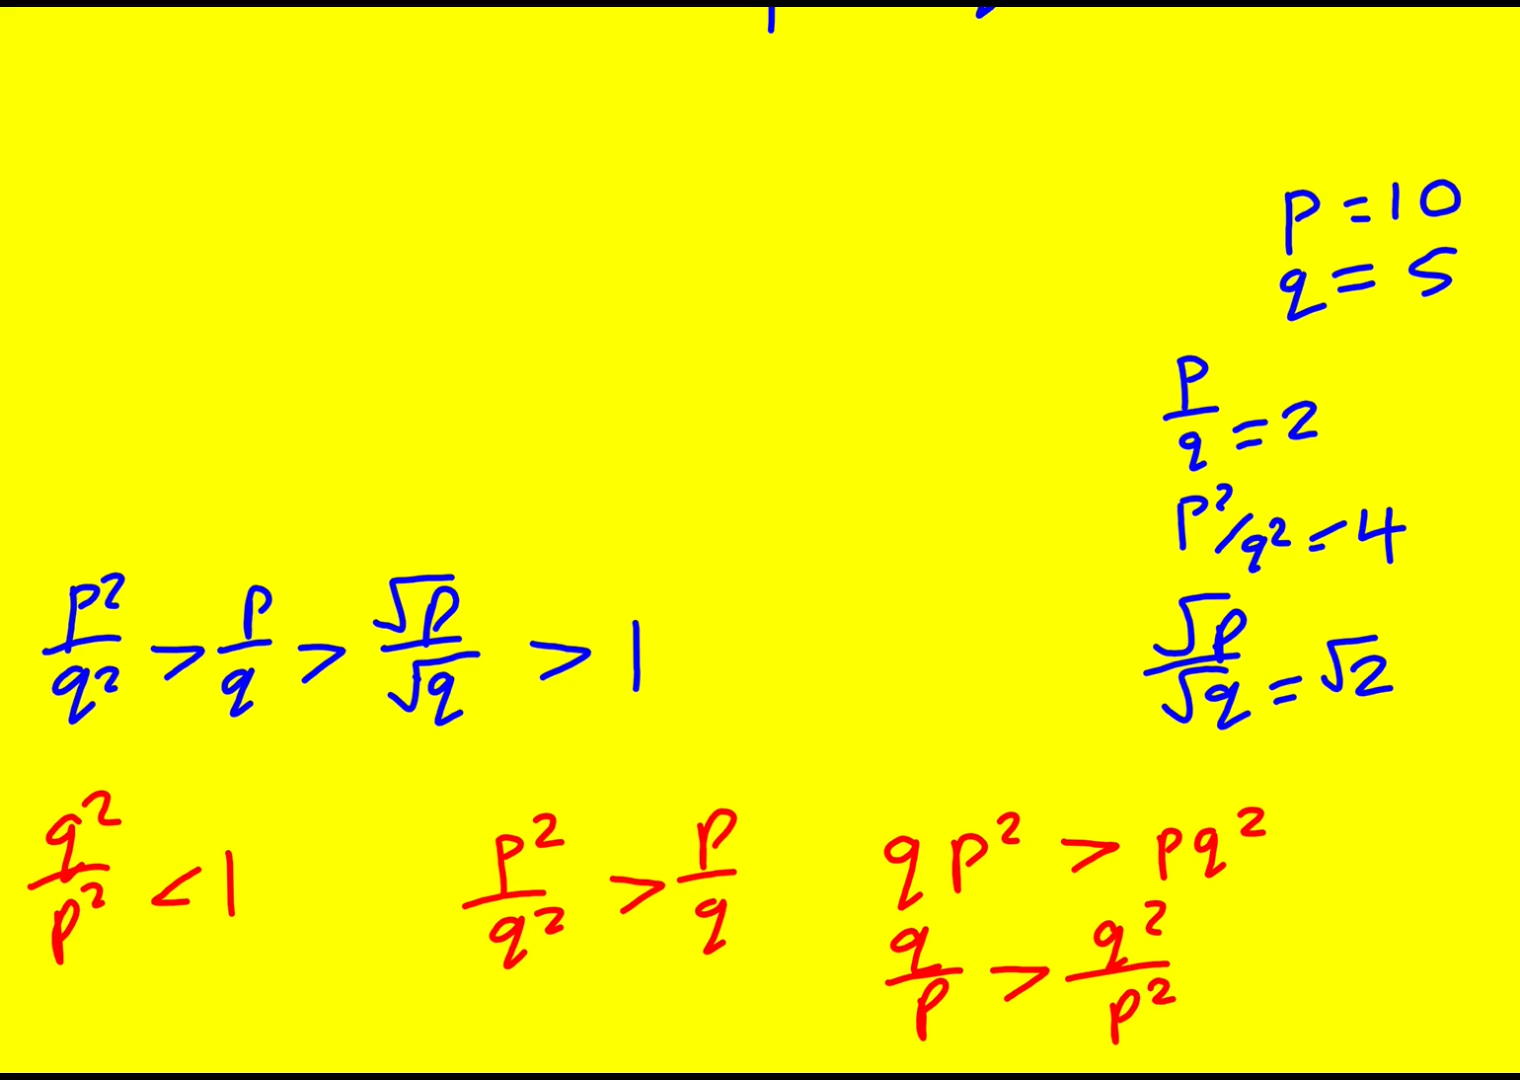 p = 10
q = 5
p/q = 2
p²/q² = 4
√p/√q = √2
p²/q² > p/q > √p/√q > 1
q²/p² < 1
p²/q² > p/q
qp² > pq²
q/p > q²/p²